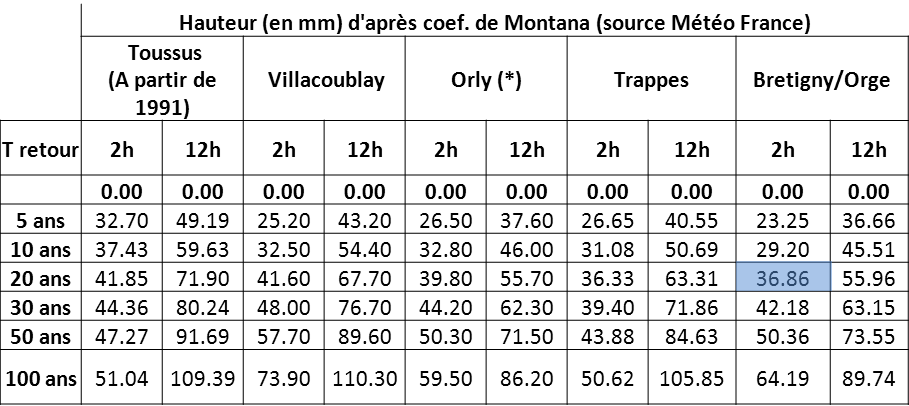 Hauteur (en mm) d'après coef. de Montana (source Météo France)
Toussus
(A partir de
1991) Villacoublay Orly (*) Trappes Bretigny/Orge
T retour 2h 12h 2h 12h 2h 12h 2h 12h 2h 12h
0.00 0.00 0.00 0.00 0.00 0.00 0.00 0.00 0.00 0.00
5 ans 32.70 49.19 25.20 43.20 26.50 37.60 26.65 40.55 23.25 36.66
10 ans 37.43 59.63 32.50 54.40 32.80 46.00 31.08 50.69 29.20 45.51
20 ans 41.85 71.90 41.60 67.70 39.80 55.70 36.33 63.31 36.86 55.96
30 ans 44.36 80.24 48.00 76.70 44.20 62.30 39.40 71.86 42.18 63.15
50 ans 47.27 91.69 57.70 89.60 50.30 71.50 43.88 84.63 50.36 73.55
100 ans 51.04 109.39 73.90 110.30 59.50 86.20 50.62 105.85 64.19 89.74